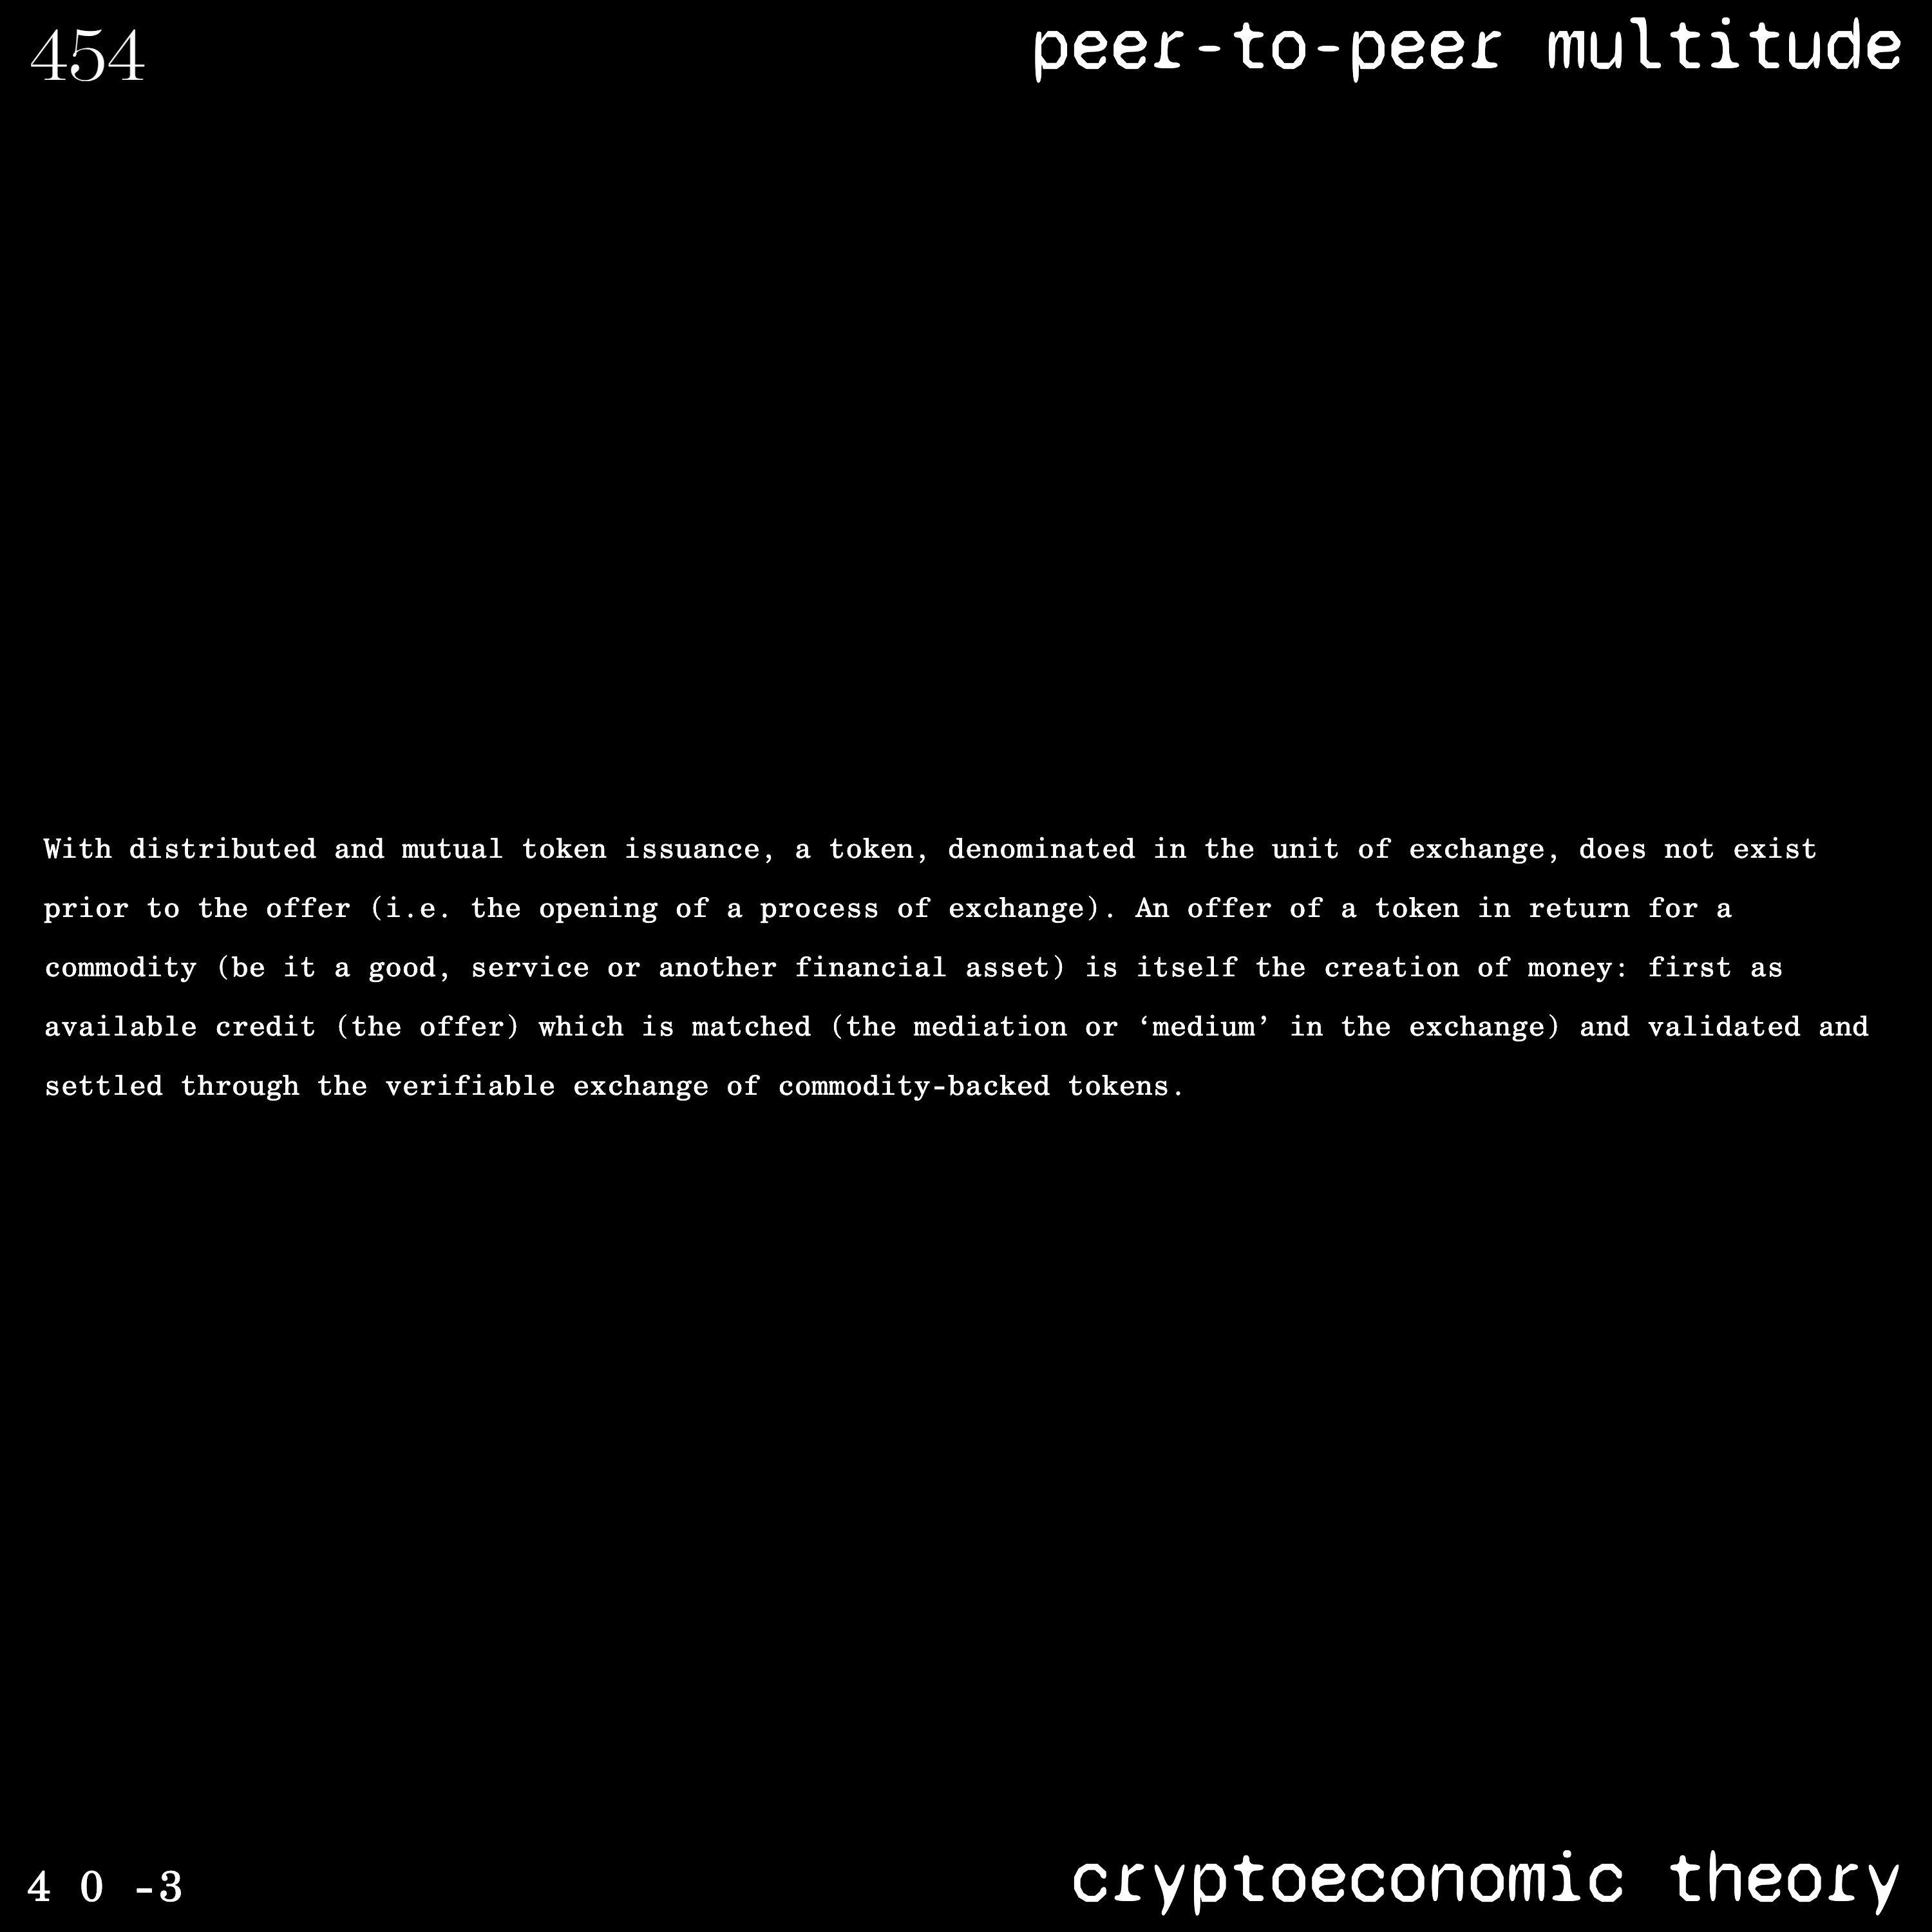 454
peer-to-peer multitude
With distributed and mutual token issuance, a token, denominated in the unit of exchange, does not exist
prior to the offer (i.e. the opening of a process of exchange). An offer of a token in return for a
commodity (be it a good, service or another financial asset) is itself the creation of money: first as
available credit (the offer) which is matched (the mediation or ‘medium’ in the exchange) and validated and
settled through the verifiable exchange of commodity-backed tokens.
4 0 -3
cryptoeconomic theory